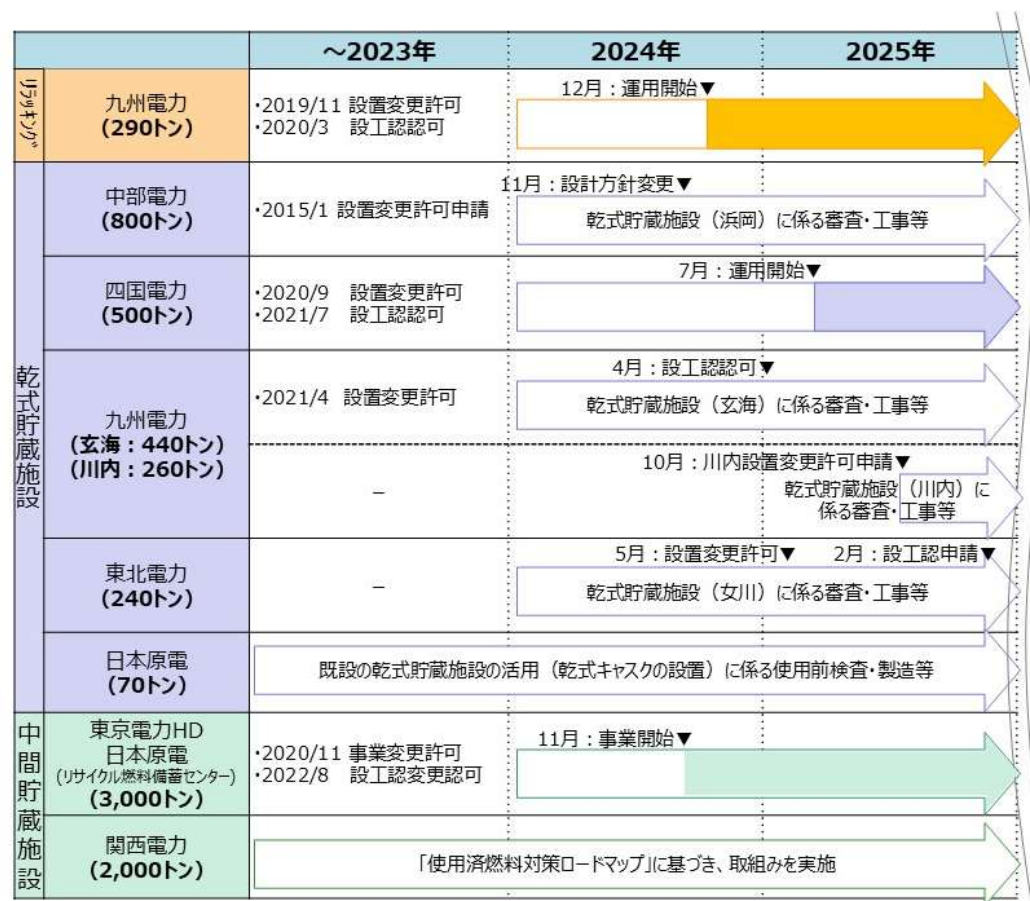 ～2023年 2024年 2025年
リラッキング
九州電力
(290トン)
・2019/11 設置変更許可
・2020/3 設工認認可
12月：運用開始▼
乾式貯蔵施設
中部電力
(800トン)
・2015/1 設置変更許可申請
11月：設計方針変更▼
乾式貯蔵施設（浜岡）に係る審査・工事等
四国電力
(500トン)
・2020/9 設置変更許可
・2021/7 設工認認可
7月：運用開始▼
九州電力
(玄海：440トン)
(川内：260トン)
・2021/4 設置変更許可
4月：設工認認可▼
乾式貯蔵施設（玄海）に係る審査・工事等
－
10月：川内設置変更許可申請▼
乾式貯蔵施設（川内）に
係る審査・工事等
東北電力
(240トン)
－
5月：設置変更許可▼ 2月：設工認申請▼
乾式貯蔵施設（女川）に係る審査・工事等
日本原電
(70トン)
既設の乾式貯蔵施設の活用（乾式キャスクの設置）に係る使用前検査・製造等
中間貯蔵施設
東京電力HD
日本原電
(リサイクル燃料備蓄センター)
(3,000トン)
・2020/11 事業変更許可
・2022/8 設工認変更認可
11月：事業開始▼
関西電力
(2,000トン)
「使用済燃料対策ロードマップ」に基づき、取組みを実施